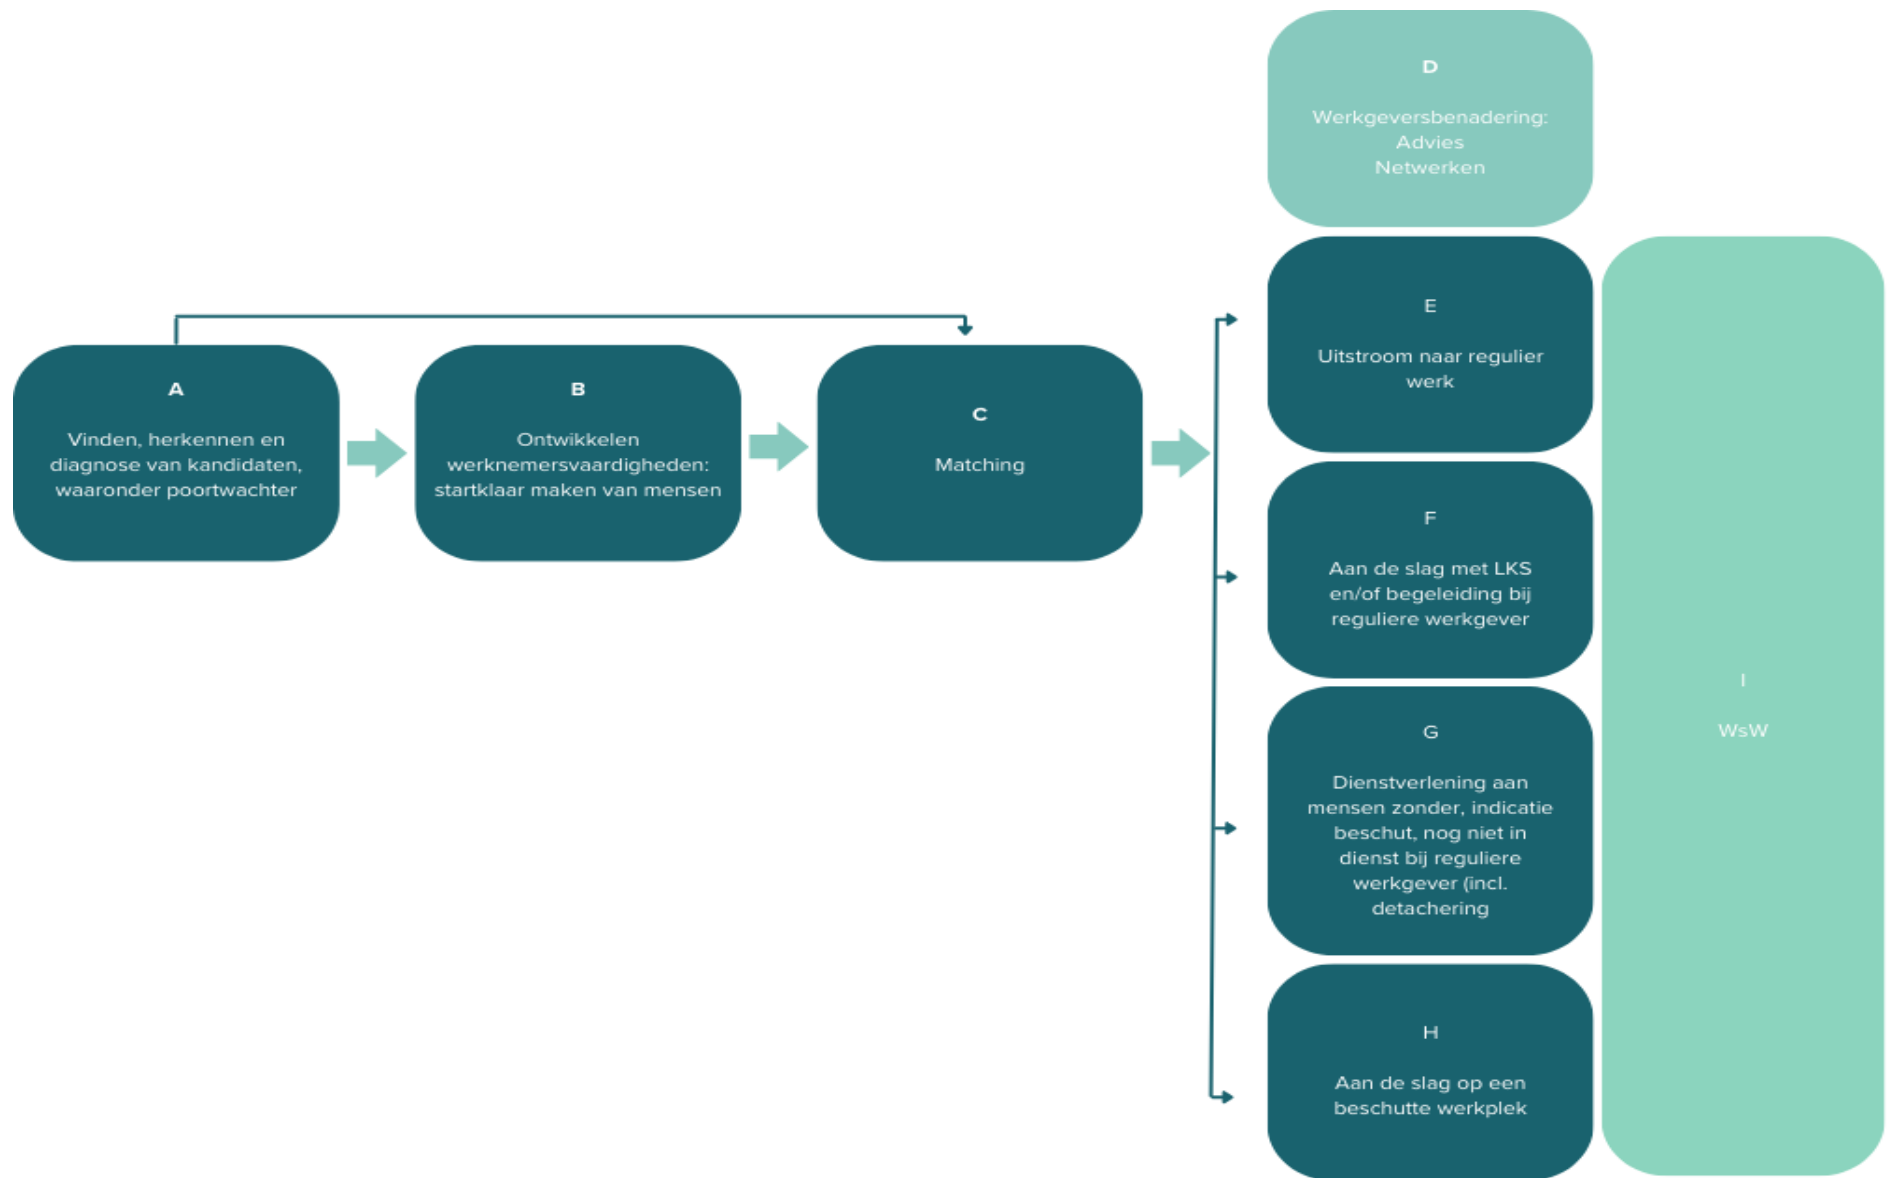 A
Vinden, herkennen en
diagnose van kandidaten,
waaronder poortwachter
B
Ontwikkelen
werknemersvaardigheden:
startklaar maken van mensen
C
Matching
D
Werkgeversbenadering:
Advies
Netwerken
E
Uitstroom naar regulier
werk
F
Aan de slag met LKS
en/of begeleiding bij
reguliere werkgever
G
Dienstverlening aan
mensen zonder, indicatie
beschut, nog niet in
dienst bij reguliere
werkgever (incl.
detachering
H
Aan de slag op een
beschutte werkplek
I
WsW